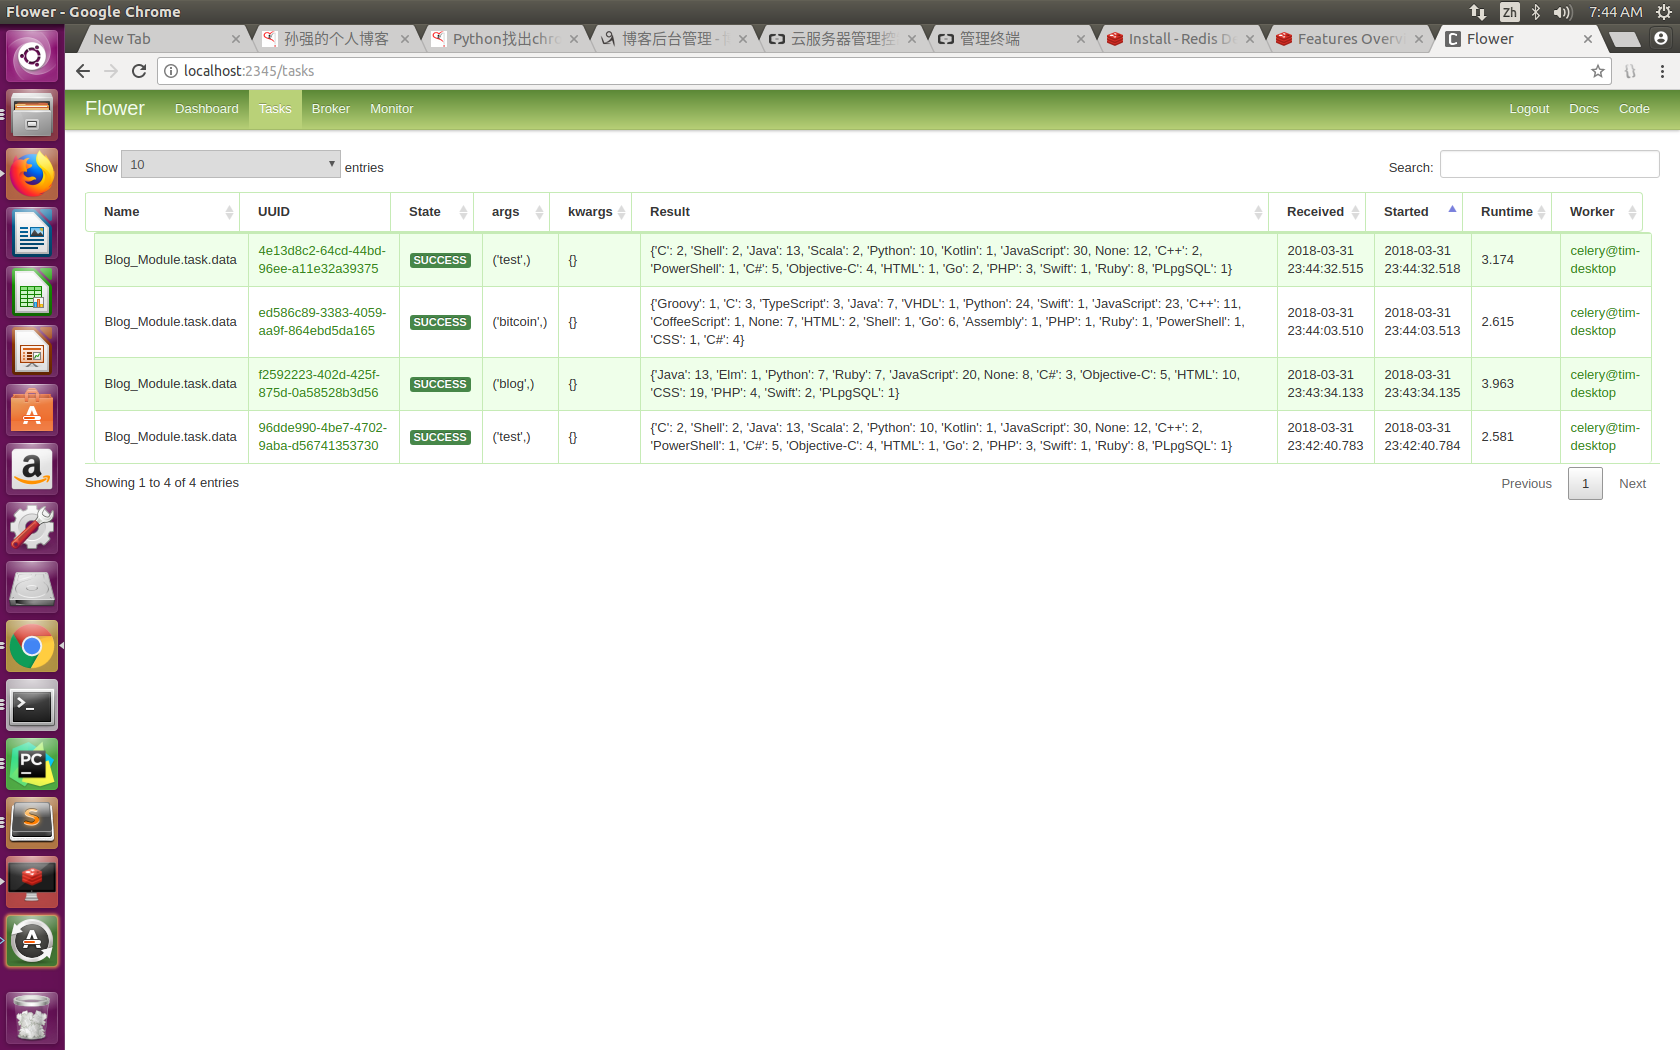 Flower - Google Chrome
Zh
7:44 AM
New Tab
孙强的个人博客
Python找出chro
博客后台管理 - 博
云服务器管理控
管理终端
Install - Redis De
Features Overvi
Flower
localhost:2345/tasks
Flower Dashboard Tasks Broker Monitor Logout Docs Code
Show 10 entries Search:
Name UUID State args kwargs Result Received Started Runtime Worker
Blog_Module.task.data
4e13d8c2-64cd-44bd-
96ee-a11e32a39375
SUCCESS
('test',)
{}
{'C': 2, 'Shell': 2, 'Java': 13, 'Scala': 2, 'Python': 10, 'Kotlin': 1, 'JavaScript': 30, None: 12, 'C++': 2,
'PowerShell': 1, 'C#': 5, 'Objective-C': 4, 'HTML': 1, 'Go': 2, 'PHP': 3, 'Swift': 1, 'Ruby': 8, 'PLpgSQL': 1}
2018-03-31
23:44:32.515
2018-03-31
23:44:32.518
3.174
celery@tim-
desktop
Blog_Module.task.data
ed586c89-3383-4059-
aa9f-864ebd5da165
SUCCESS
('bitcoin',)
{}
{'Groovy': 1, 'C': 3, 'TypeScript': 3, 'Java': 7, 'VHDL': 1, 'Python': 24, 'Swift': 1, 'JavaScript': 23, 'C++': 11,
'CoffeeScript': 1, None: 7, 'HTML': 2, 'Shell': 1, 'Go': 6, 'Assembly': 1, 'PHP': 1, 'Ruby': 1, 'PowerShell': 1,
'CSS': 1, 'C#': 4}
2018-03-31
23:44:03.510
2018-03-31
23:44:03.513
2.615
celery@tim-
desktop
Blog_Module.task.data
f2592223-402d-425f-
875d-0a58528b3d56
SUCCESS
('blog',)
{}
{'Java': 13, 'Elm': 1, 'Python': 7, 'Ruby': 7, 'JavaScript': 20, None: 8, 'C#': 3, 'Objective-C': 5, 'HTML': 10,
'CSS': 19, 'PHP': 4, 'Swift': 2, 'PLpgSQL': 1}
2018-03-31
23:43:34.133
2018-03-31
23:43:34.135
3.963
celery@tim-
desktop
Blog_Module.task.data
96dde990-4be7-4702-
9aba-d56741353730
SUCCESS
('test',)
{}
{'C': 2, 'Shell': 2, 'Java': 13, 'Scala': 2, 'Python': 10, 'Kotlin': 1, 'JavaScript': 30, None: 12, 'C++': 2,
'PowerShell': 1, 'C#': 5, 'Objective-C': 4, 'HTML': 1, 'Go': 2, 'PHP': 3, 'Swift': 1, 'Ruby': 8, 'PLpgSQL': 1}
2018-03-31
23:42:40.783
2018-03-31
23:42:40.784
2.581
celery@tim-
desktop
Showing 1 to 4 of 4 entries
Previous 1 Next